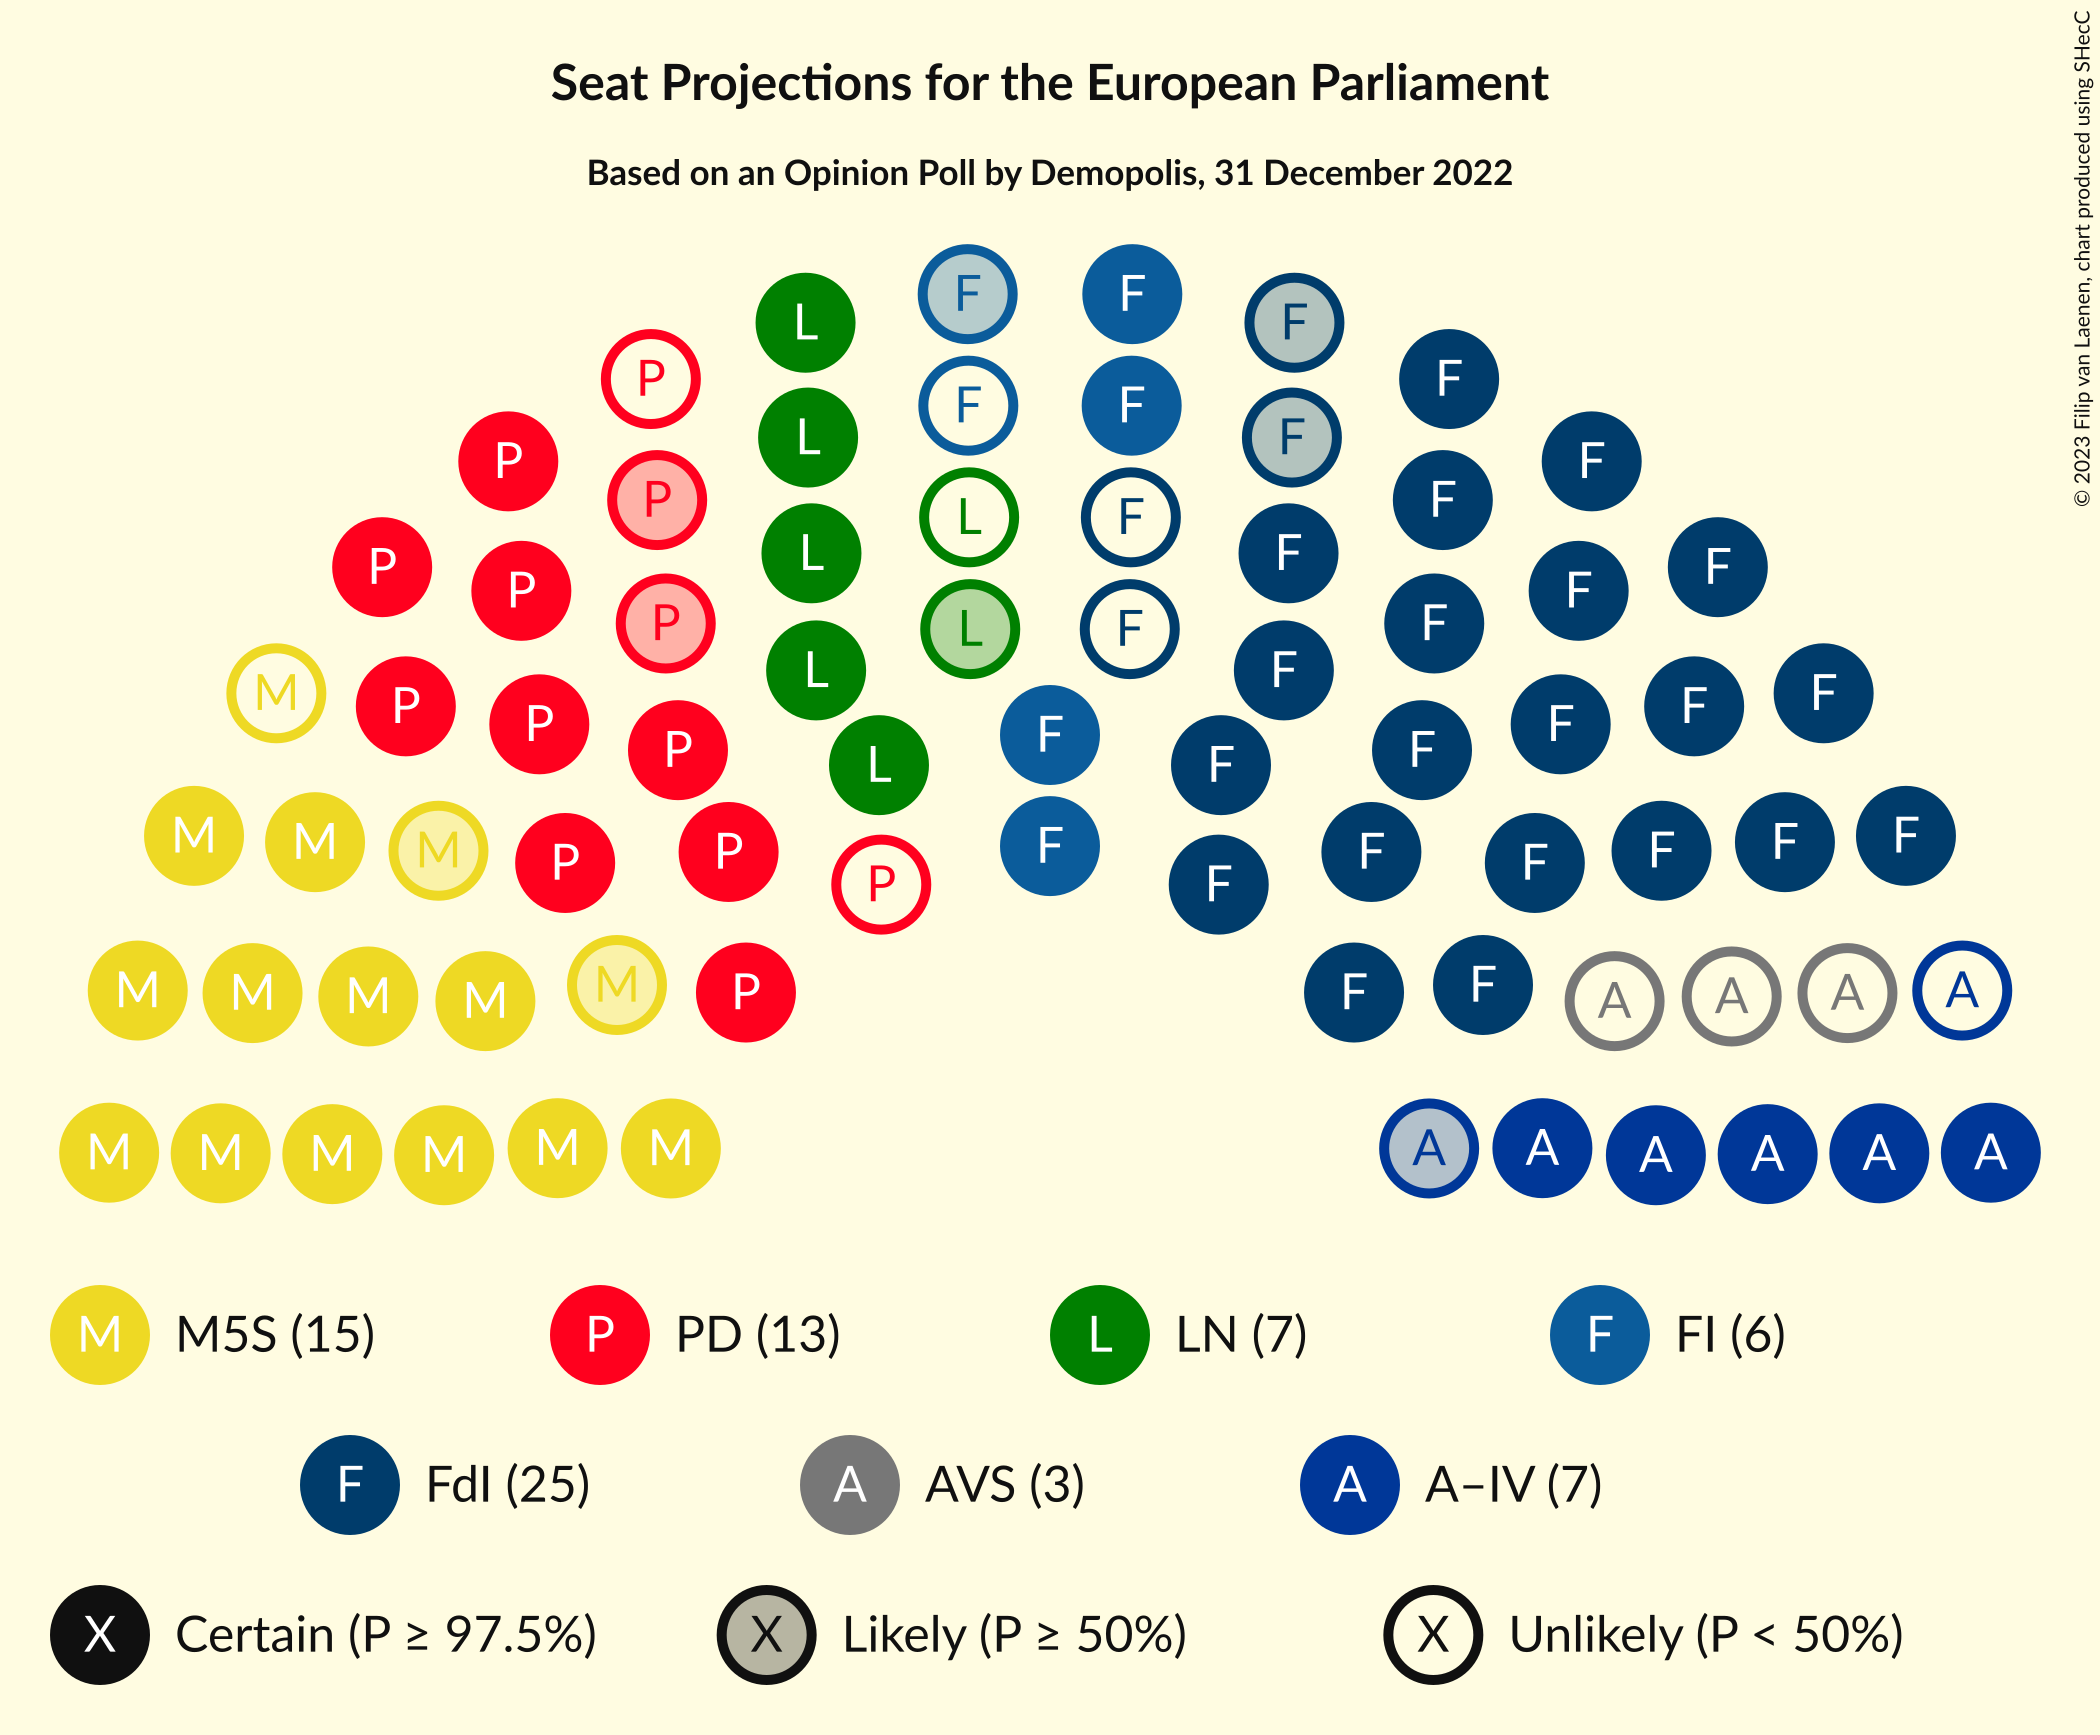 Seat Projections for the European Parliament
Based on an Opinion Poll by Demopolis, 31 December 2022
© 2023 Filip van Laenen, chart produced using SHecC
F F
L F
P F
F F
P F
L F
P F
F
L F
P F
P F
L F
P F
M P F F
P P F F
L F F
M M M P P F F F F F
P F
M M M M M P F F A A A A
M M M M M M A A A A A A
M M5S (15) P PD (13) L LN (7) F FI (6)
F FdI (25) A AVS (3) A A–IV (7)
X Certain (P ≥ 97.5%) X Likely (P ≥ 50%) X Unlikely (P < 50%)